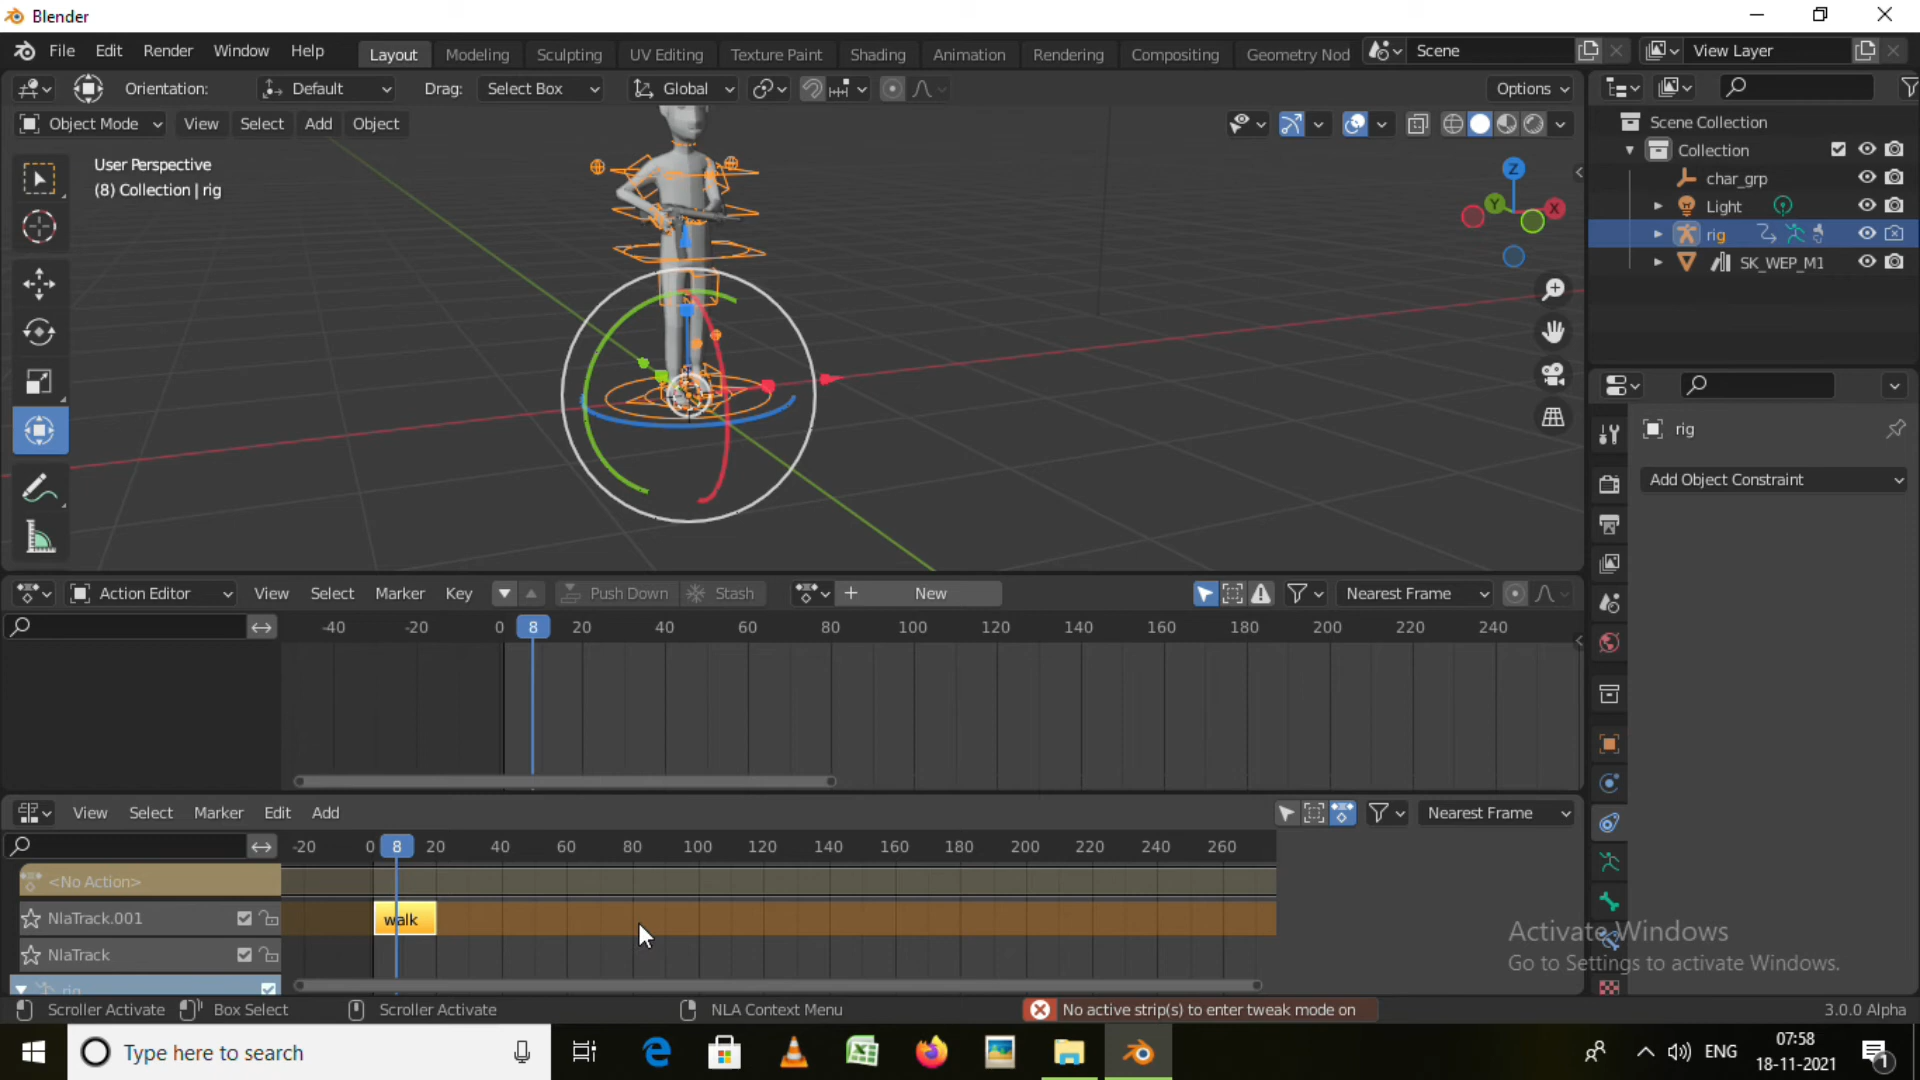 Blender
File Edit Render Window Help Layout Modeling Sculpting UV Editing Texture Paint Shading Animation Rendering Compositing Geometry Nod Scene View Layer
Orientation: Default Drag: Select Box Global Options
Object Mode View Select Add Object
User Perspective
(8) Collection | rig
Z
Y
X
Scene Collection
Collection
char_grp
Light
rig
SK_WEP_M1
rig
Add Object Constraint
Action Editor View Select Marker Key Push Down Stash New Nearest Frame
-40 -20 0 8 20 40 60 80 100 120 140 160 180 200 220 240
View Select Marker Edit Add Nearest Frame
-20 0 8 20 40 60 80 100 120 140 160 180 200 220 240 260
<No Action>
NlaTrack.001 walk
NlaTrack
rig
Activate Windows
Go to Settings to activate Windows.
Scroller Activate Box Select Scroller Activate NLA Context Menu No active strip(s) to enter tweak mode on 3.0.0 Alpha
Type here to search ENG 07:58
18-11-2021
1